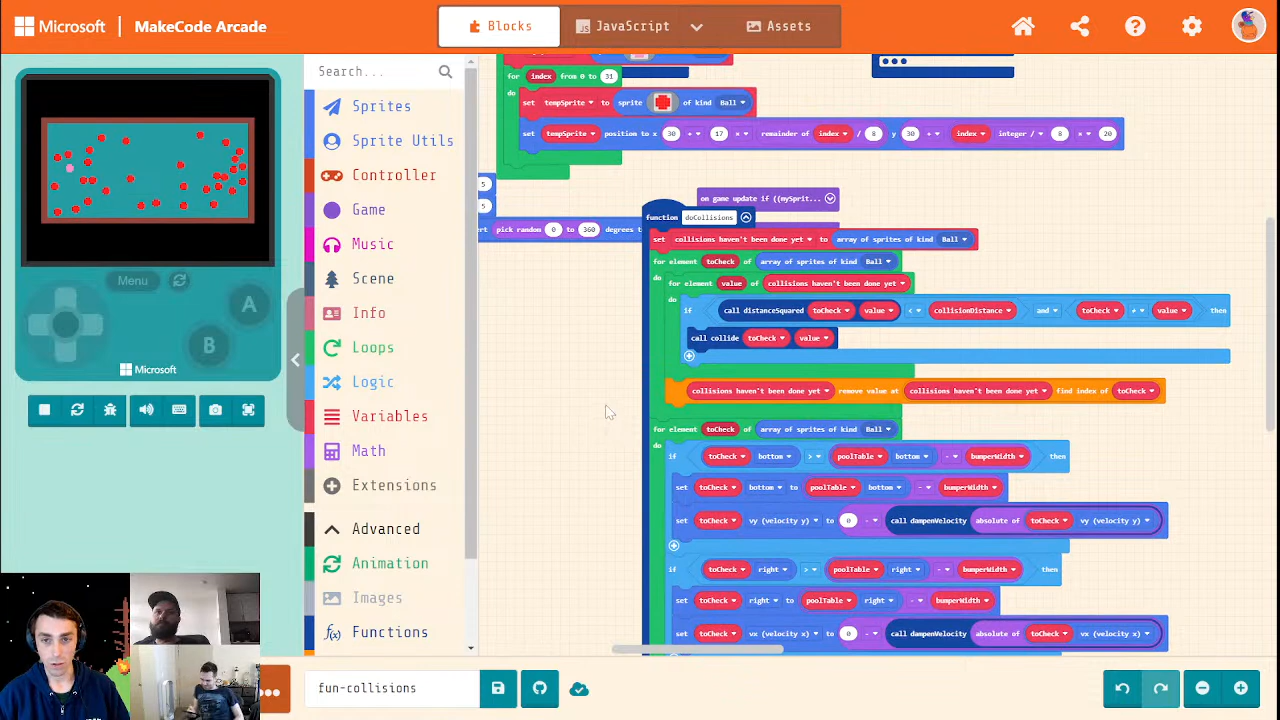 Microsoft MakeCode Arcade
Blocks JavaScript Assets
Search...
Sprites
Sprite Utils
Controller
Game
Music
Scene
Info
Loops
Logic
Variables
Math
Extensions
Advanced
Animation
Images
Functions
Menu
A
B
Microsoft
for index from 0 to 31
do set tempSprite to sprite of kind Ball
set tempSprite position to x 30 + 17 × remainder of index / 8 y 30 + index integer / 8 × 20
5
5
pick random 0 to 360 degrees to
on game update if ((mySprit...
function doCollisions
set collisions haven't been done yet to array of sprites of kind Ball
for element toCheck of array of sprites of kind Ball
do for element value of collisions haven't been done yet
do
if call distanceSquared toCheck value < collisionDistance and toCheck ≠ value then
call collide toCheck value
collisions haven't been done yet remove value at collisions haven't been done yet find index of toCheck
for element toCheck of array of sprites of kind Ball
do
if toCheck bottom > poolTable bottom - bumperWidth then
set toCheck bottom to poolTable bottom - bumperWidth
set toCheck vy (velocity y) to 0 - call dampenVelocity absolute of toCheck vy (velocity y)
if toCheck right > poolTable right - bumperWidth then
set toCheck right to poolTable right - bumperWidth
set toCheck vx (velocity x) to 0 - call dampenVelocity absolute of toCheck vx (velocity x)
fun-collisions